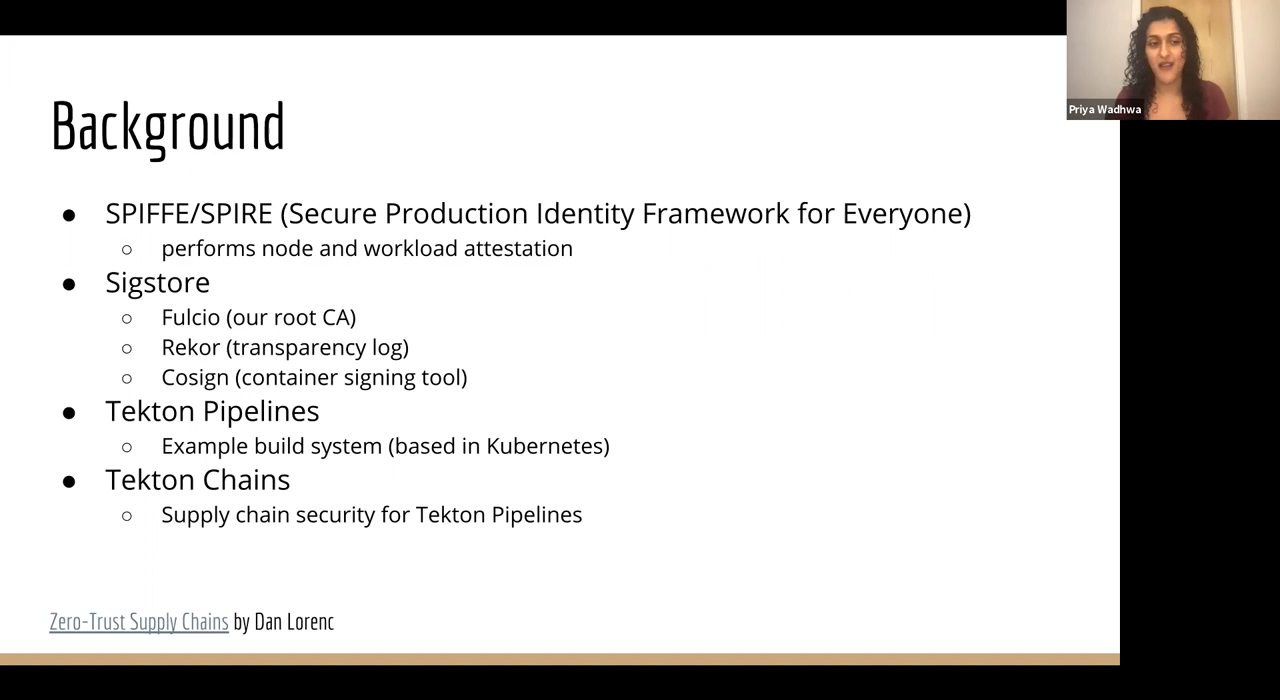 Background
● SPIFFE/SPIRE (Secure Production Identity Framework for Everyone)
○ performs node and workload attestation
● Sigstore
○ Fulcio (our root CA)
○ Rekor (transparency log)
○ Cosign (container signing tool)
● Tekton Pipelines
○ Example build system (based in Kubernetes)
● Tekton Chains
○ Supply chain security for Tekton Pipelines
Zero-Trust Supply Chains by Dan Lorenc
Priya Wadhwa